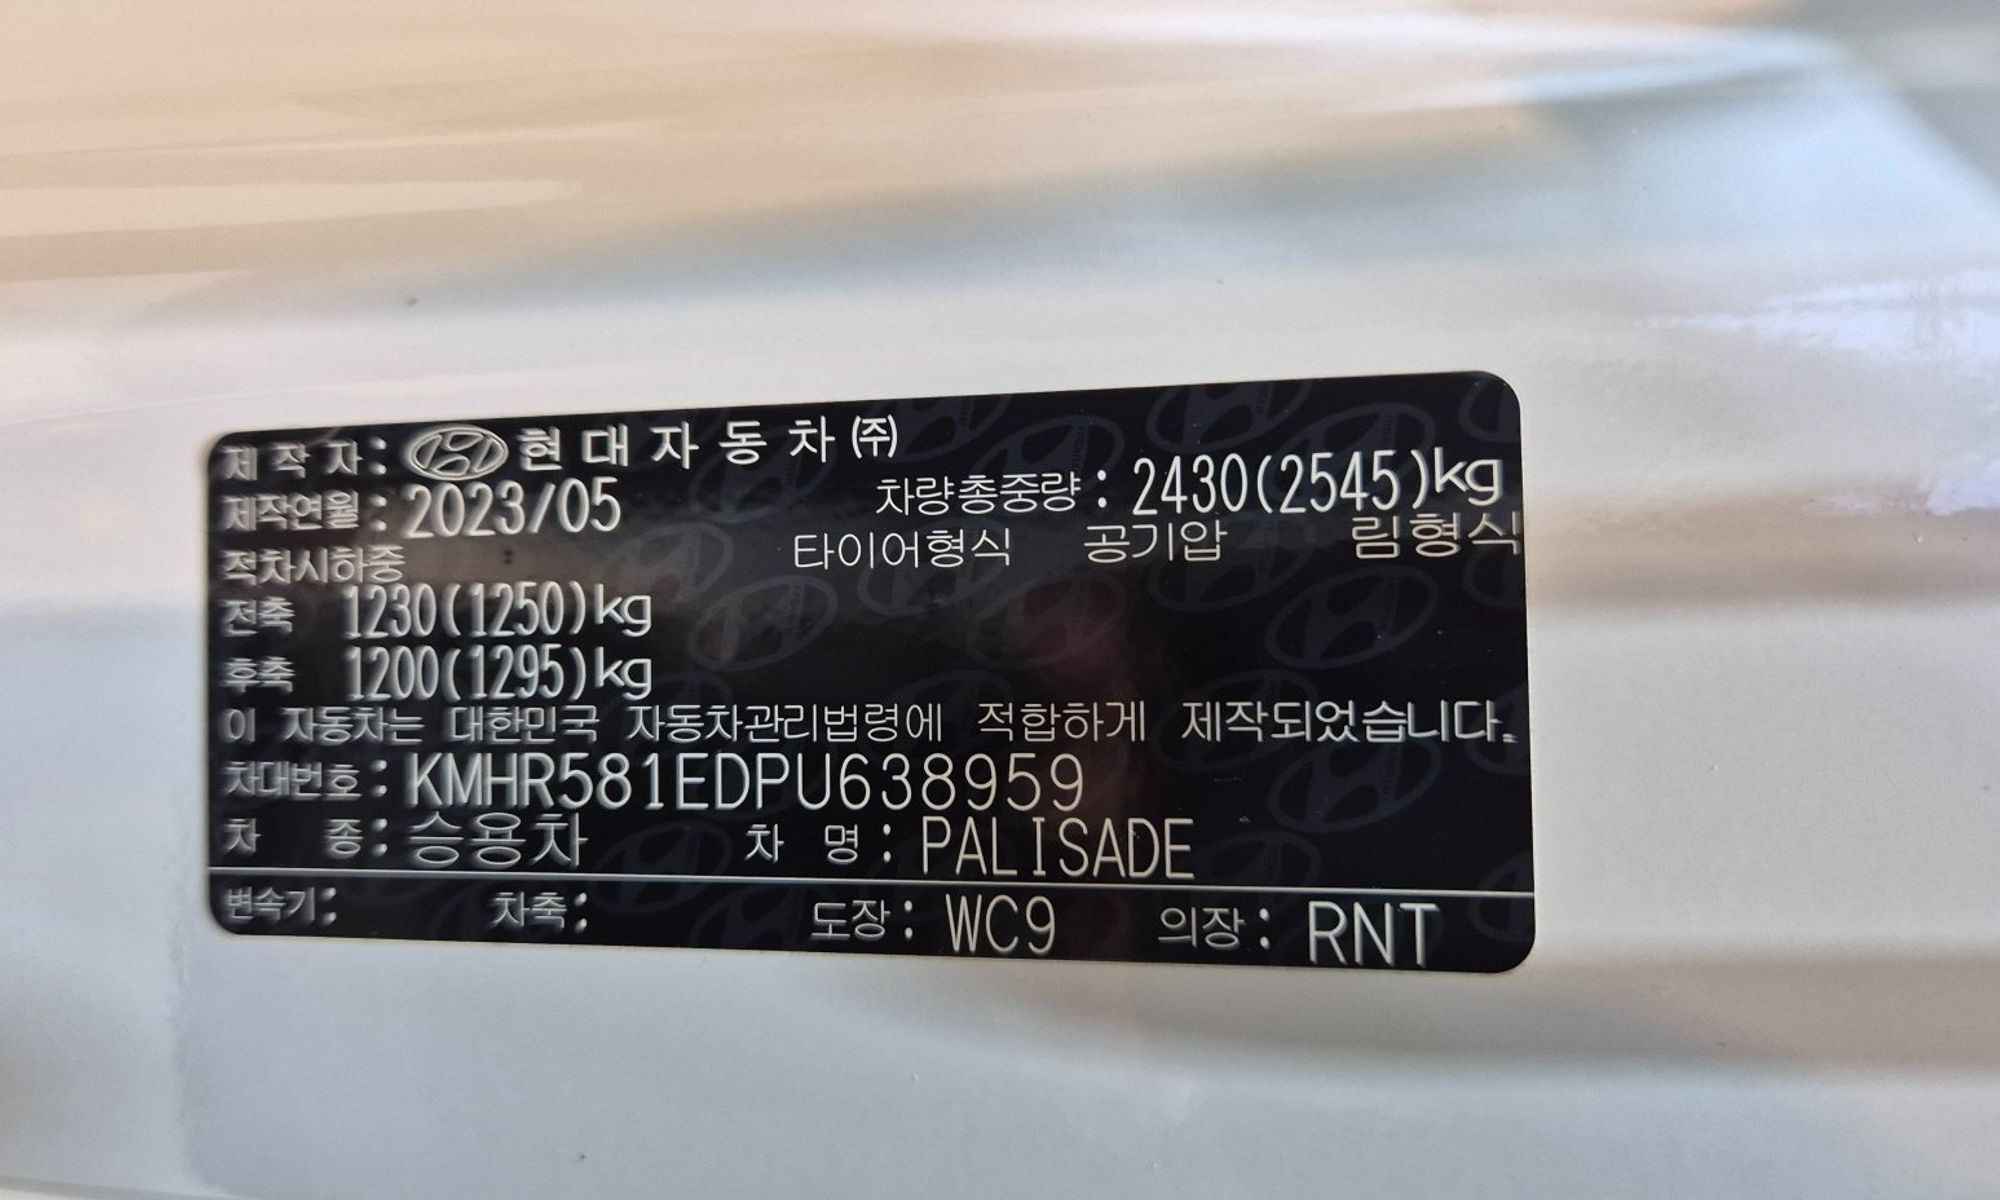 제 작 자 : 현 대 자 동 차 ㈜
제작연월 : 2023/05 차량총중량 : 2430(2545)kg
적차시하중 타이어형식 공기압 림형식
전축 1230(1250)kg
후축 1200(1295)kg
이 자동차는 대한민국 자동차관리법령에 적합하게 제작되었습니다.
차대번호 : KMHR581EDPU638959
차 종 : 승용차 차 명 : PALISADE
변속기 : 차축 : 도장 : WC9 의장 : RNT